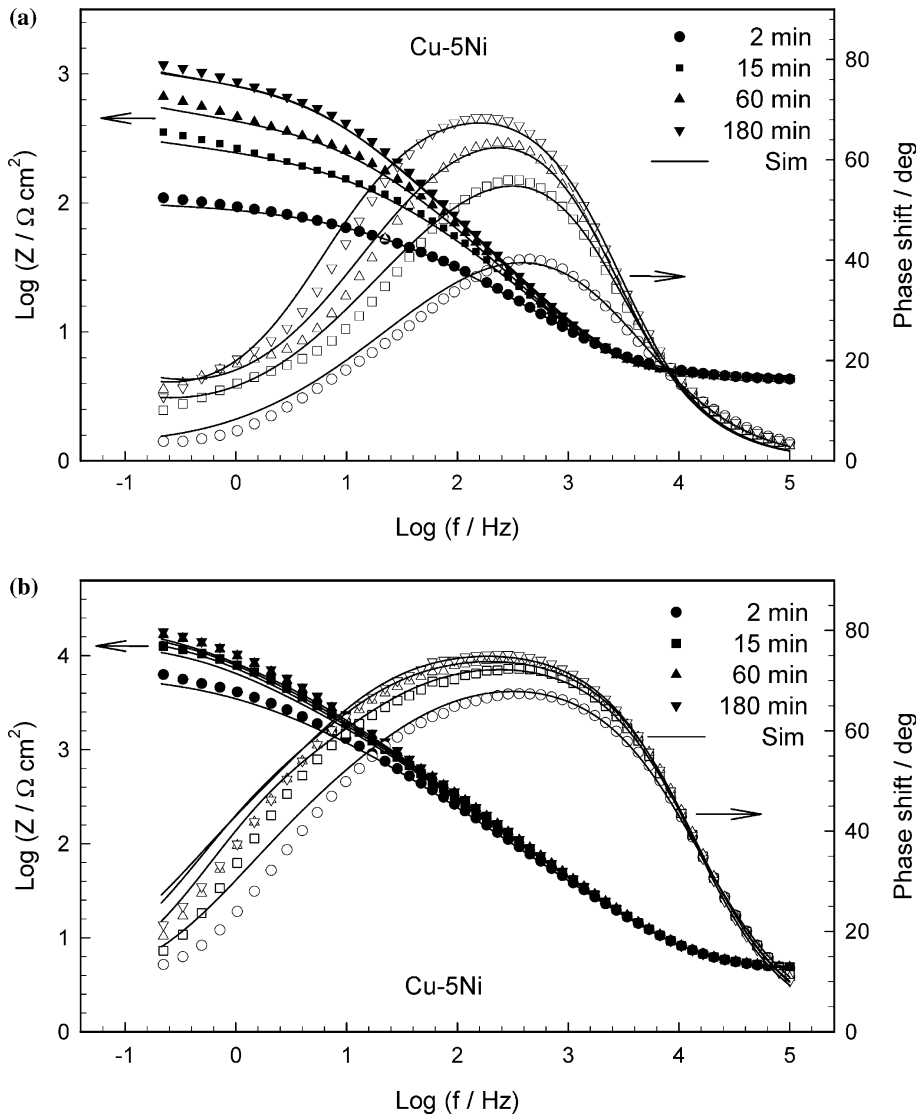 (a)
Cu-5Ni
2 min
15 min
60 min
180 min
Sim
3
2
1
0
80
60
40
20
0
-1 0 1 2 3 4 5
Log (Z / Ω cm²)
Phase shift / deg
Log (f / Hz)
(b)
2 min
15 min
60 min
180 min
Sim
4
3
2
1
0
80
60
40
20
0
Cu-5Ni
-1 0 1 2 3 4 5
Log (Z / Ω cm²)
Phase shift / deg
Log (f / Hz)